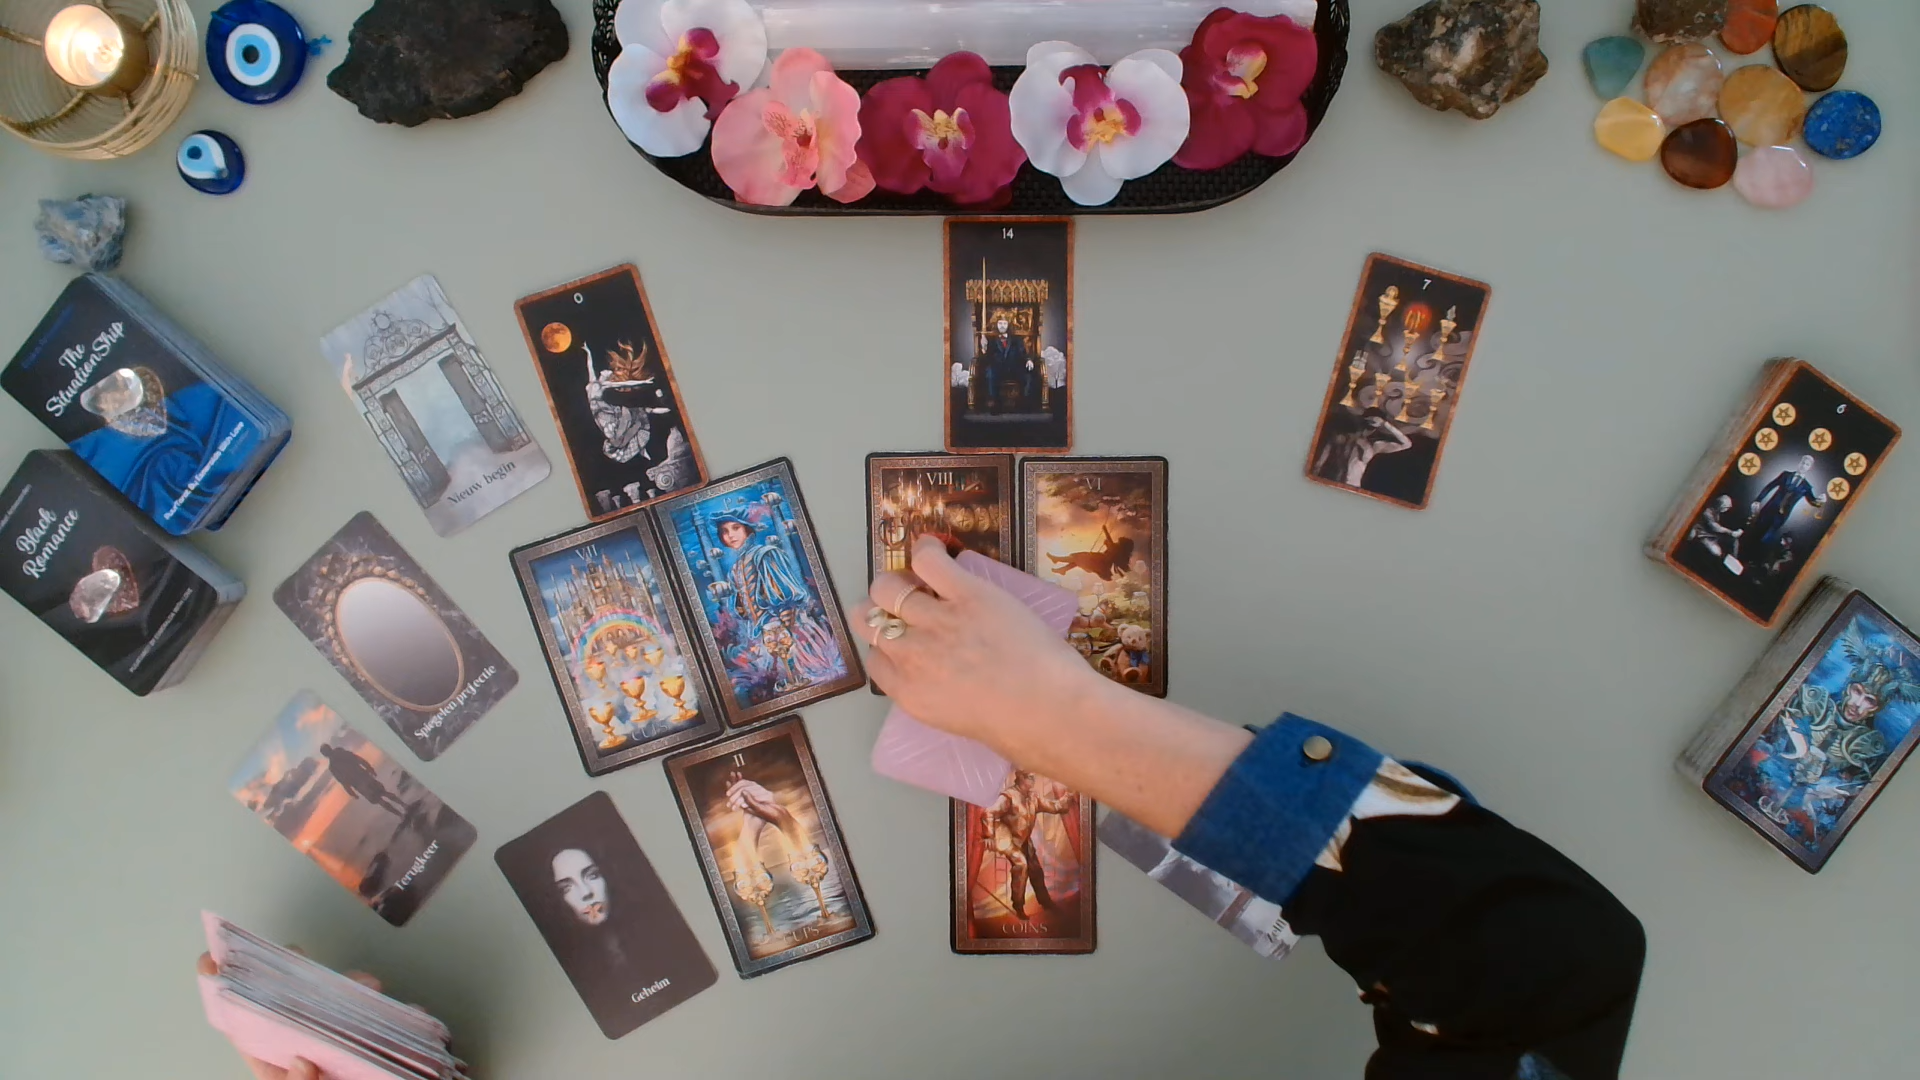 14
0
7
The
SituationShip
Nieuw begin
6
Black
Romance
VIII
VI
VII
CUPS
Spiegelen projectie
II
CUPS
Terugkeer
Geheim
COINS